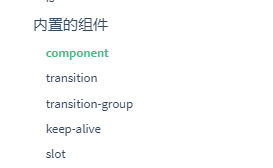 内置的组件
component
transition
transition-group
keep-alive
slot